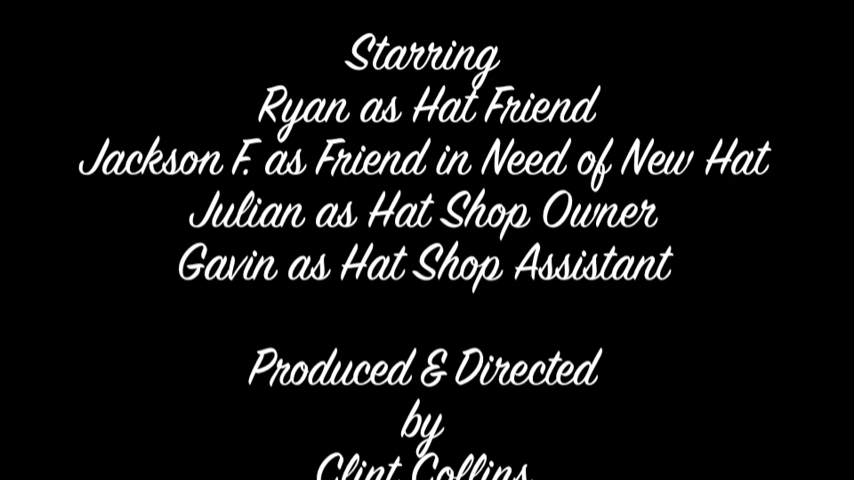 Starring
Ryan as Hat Friend
Jackson F. as Friend in Need of New Hat
Julian as Hat Shop Owner
Gavin as Hat Shop Assistant
Produced & Directed
by
Clint Collins